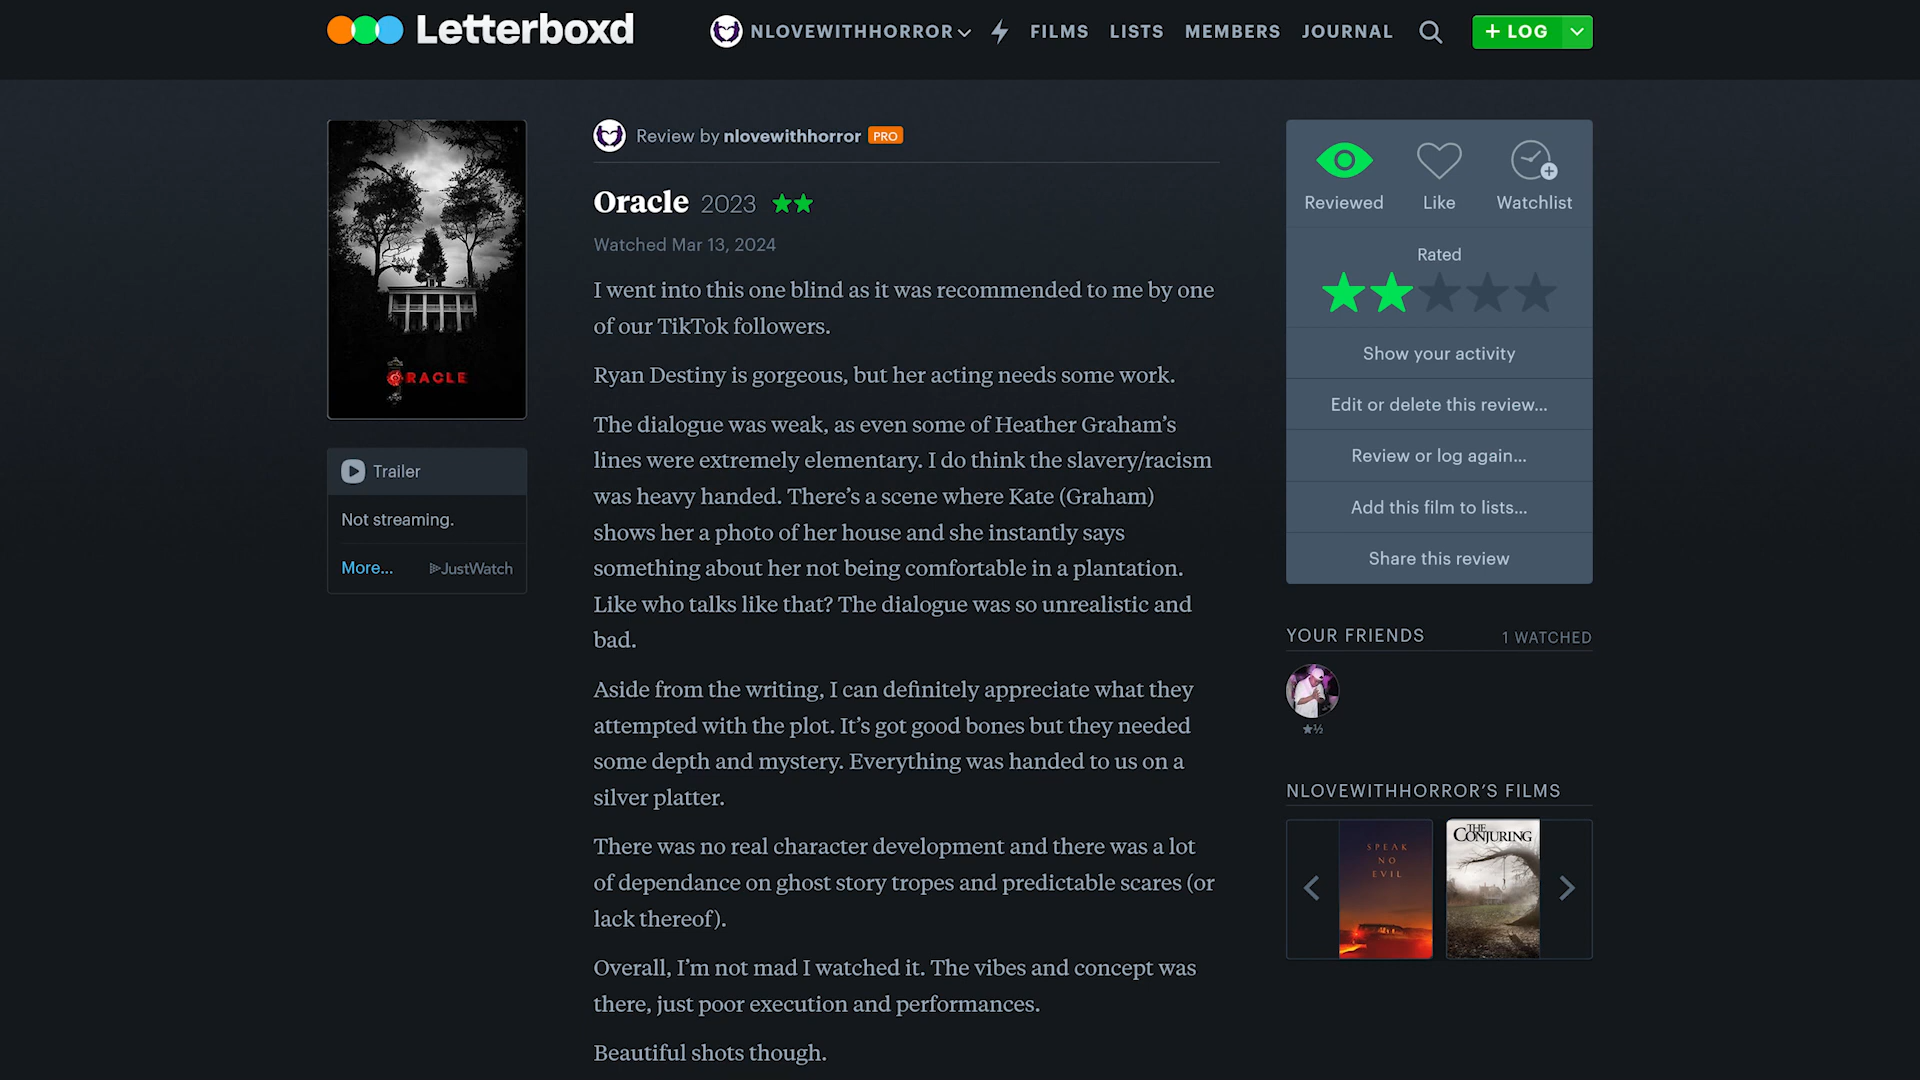 Letterboxd
NLOVEWITHHORROR
FILMS
LISTS
MEMBERS
JOURNAL
+ LOG
Review by nlovewithhorror PRO
Oracle 2023 ★★
Watched Mar 13, 2024
I went into this one blind as it was recommended to me by one
of our TikTok followers.
Ryan Destiny is gorgeous, but her acting needs some work.
The dialogue was weak, as even some of Heather Graham’s
lines were extremely elementary. I do think the slavery/racism
was heavy handed. There’s a scene where Kate (Graham)
shows her a photo of her house and she instantly says
something about her not being comfortable in a plantation.
Like who talks like that? The dialogue was so unrealistic and
bad.
Aside from the writing, I can definitely appreciate what they
attempted with the plot. It’s got good bones but they needed
some depth and mystery. Everything was handed to us on a
silver platter.
There was no real character development and there was a lot
of dependance on ghost story tropes and predictable scares (or
lack thereof).
Overall, I’m not mad I watched it. The vibes and concept was
there, just poor execution and performances.
Beautiful shots though.
ORACLE
Trailer
Not streaming.
More...
JustWatch
Reviewed
Like
Watchlist
Rated
Show your activity
Edit or delete this review...
Review or log again...
Add this film to lists...
Share this review
YOUR FRIENDS
1 WATCHED
★½
NLOVEWITHHORROR’S FILMS
SPEAK
NO
EVIL
THE
CONJURING